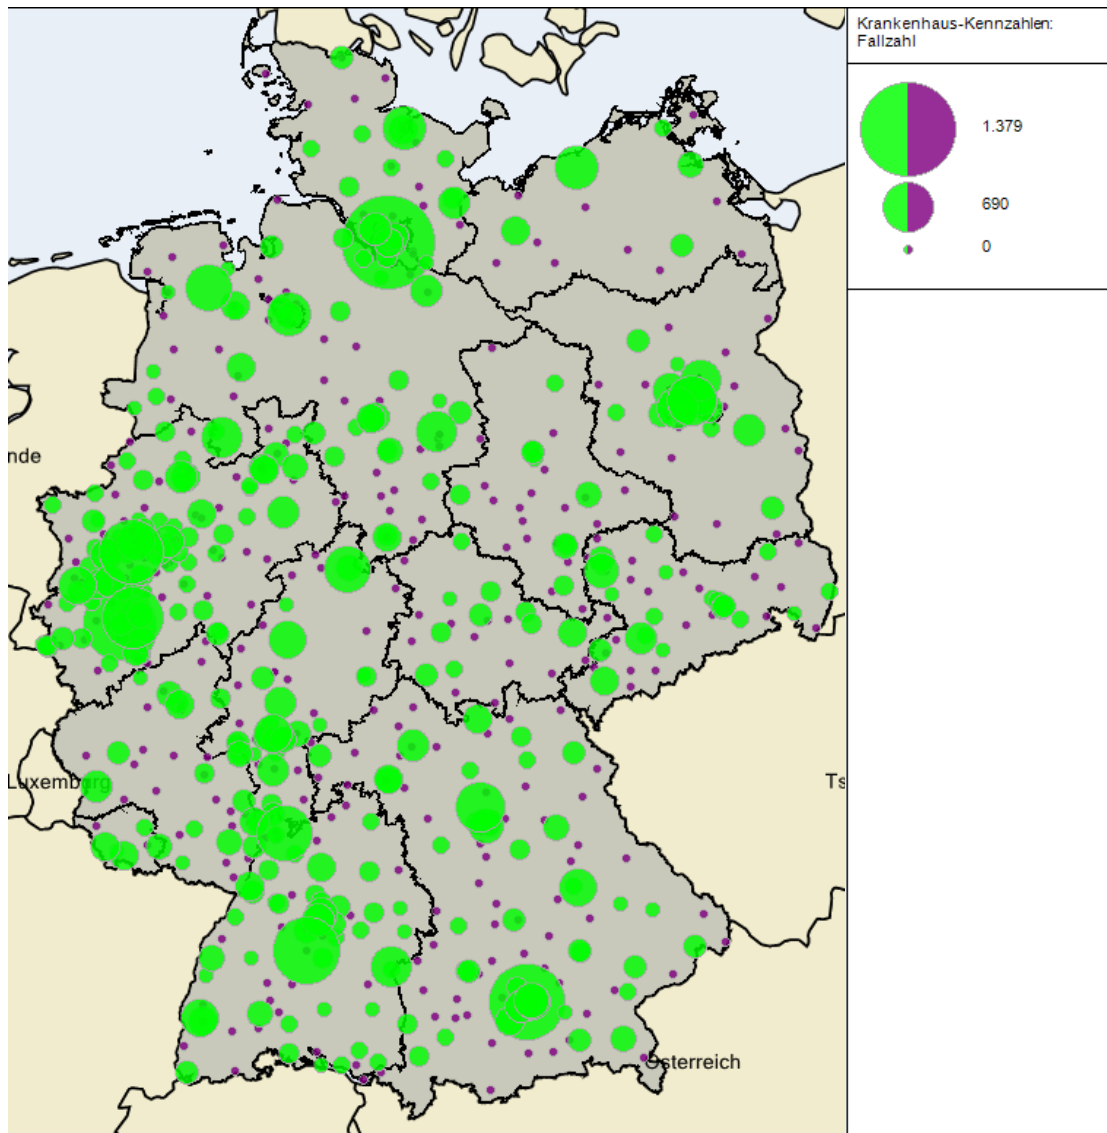 Krankenhaus-Kennzahlen:
Fallzahl
1.379
690
0
nde
Luxemburg
Ts
Österreich